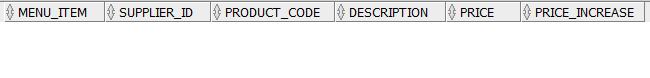 MENU_ITEM SUPPLIER_ID PRODUCT_CODE DESCRIPTION PRICE PRICE_INCREASE